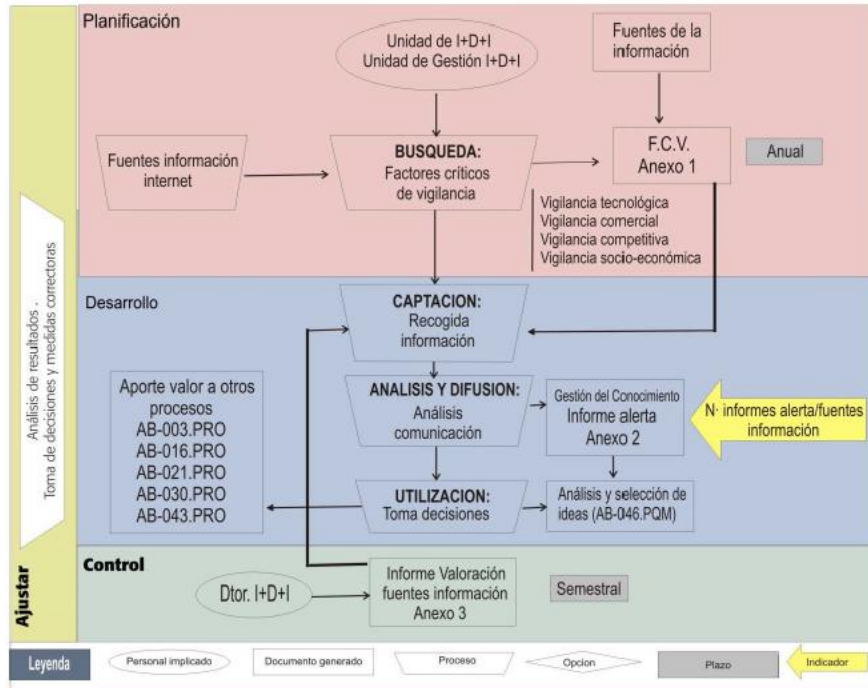 Planificación
Unidad de I+D+I
Unidad de Gestión I+D+I
Fuentes de la
información
Fuentes información
internet
BUSQUEDA:
Factores críticos
de vigilancia
F.C.V.
Anexo 1
Anual
Vigilancia tecnológica
Vigilancia comercial
Vigilancia competitiva
Vigilancia socio-económica
Desarrollo
CAPTACION:
Recogida
información
Aporte valor a otros
procesos
AB-003.PRO
AB-016.PRO
AB-021.PRO
AB-030.PRO
AB-043.PRO
ANALISIS Y DIFUSION:
Análisis
comunicación
Gestión del Conocimiento
Informe alerta
Anexo 2
N· informes alerta/fuentes
información
UTILIZACION:
Toma decisiones
Análisis y selección de
ideas (AB-046.PQM)
Control
Dtor. I+D+I
Informe Valoración
fuentes información
Anexo 3
Semestral
Análisis de resultados .
Toma de decisiones y medidas correctoras
Ajustar
Leyenda
Personal implicado
Documento generado
Proceso
Opcion
Plazo
Indicador